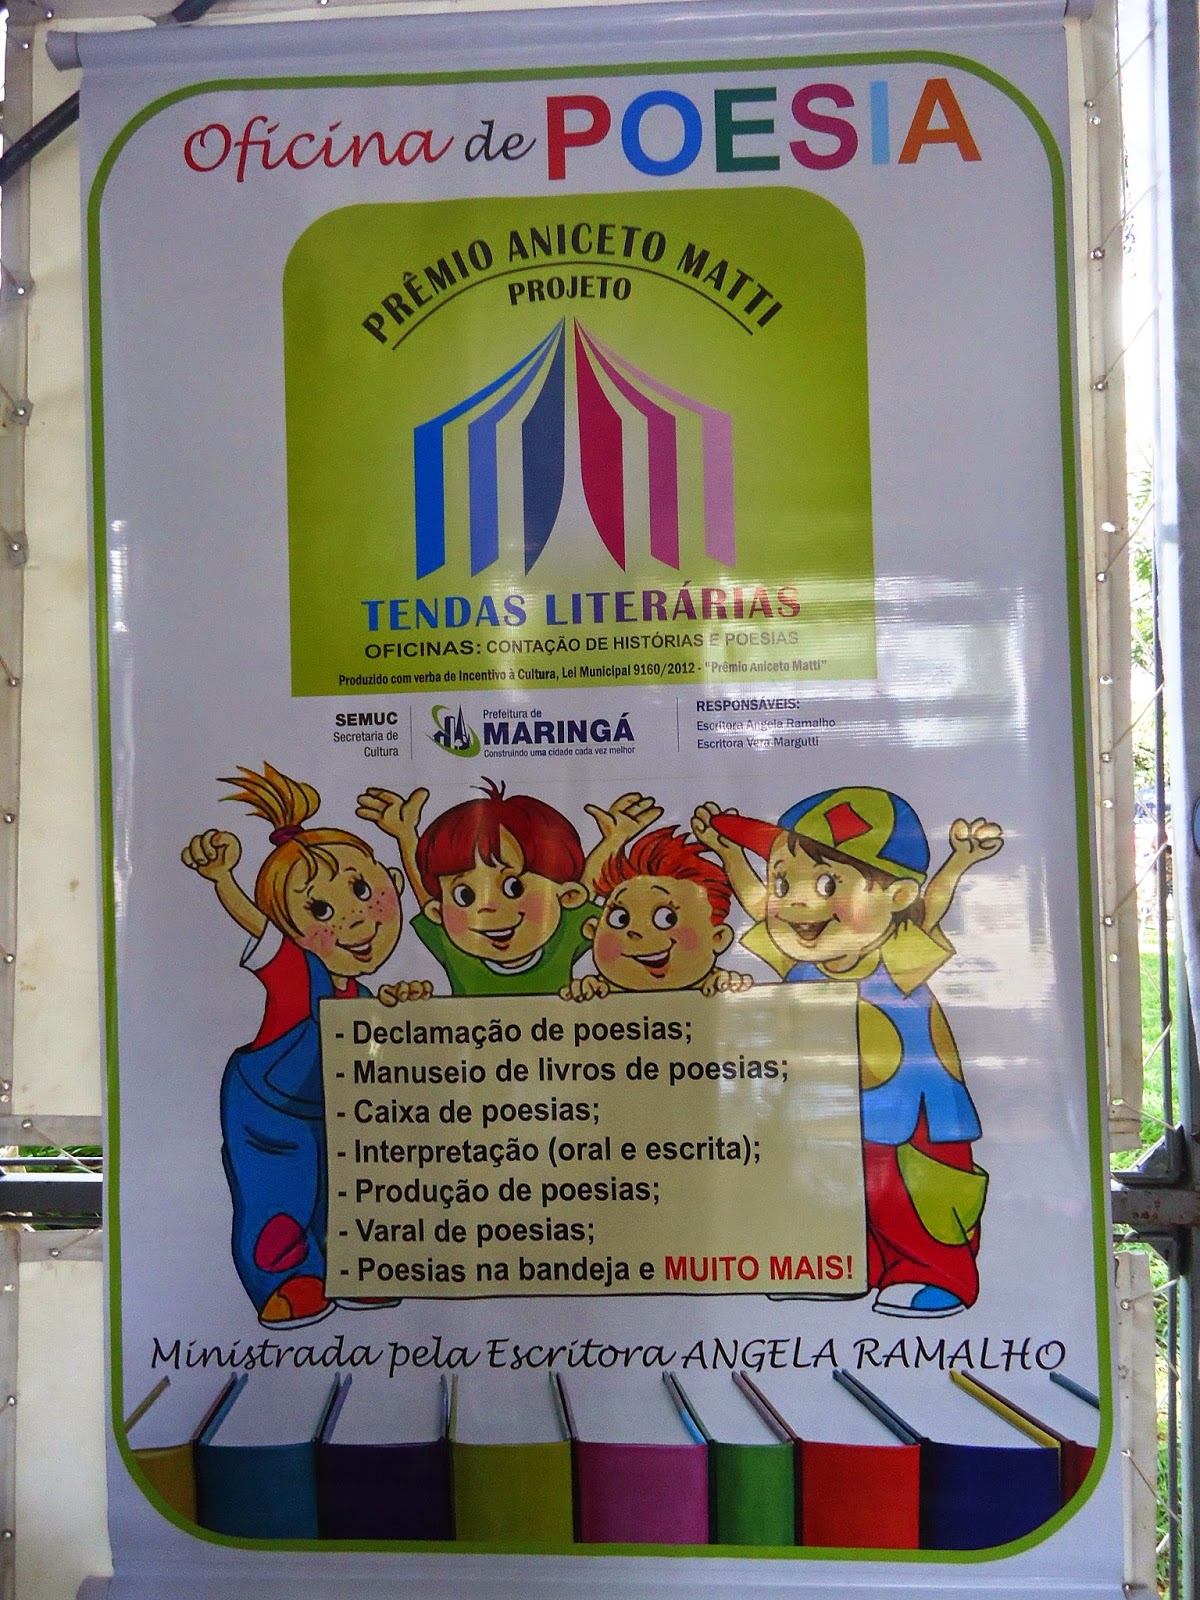 Oficina de POESIA
PRÊMIO ANICETO MATTI
PROJETO
TENDAS LITERÁRIAS
OFICINAS: CONTAÇÃO DE HISTÓRIAS E POESIAS
Produzido com verba de Incentivo à Cultura, Lei Municipal 9160/2012 - "Prêmio Aniceto Matti"
SEMUC
Secretaria de
Cultura
Prefeitura de
MARINGÁ
Construindo uma cidade cada vez melhor
RESPONSÁVEIS:
Escritora Angela Ramalho
Escritora Vera Margutti
- Declamação de poesias;
- Manuseio de livros de poesias;
- Caixa de poesias;
- Interpretação (oral e escrita);
- Produção de poesias;
- Varal de poesias;
- Poesias na bandeja e MUITO MAIS!
Ministrada pela Escritora ANGELA RAMALHO